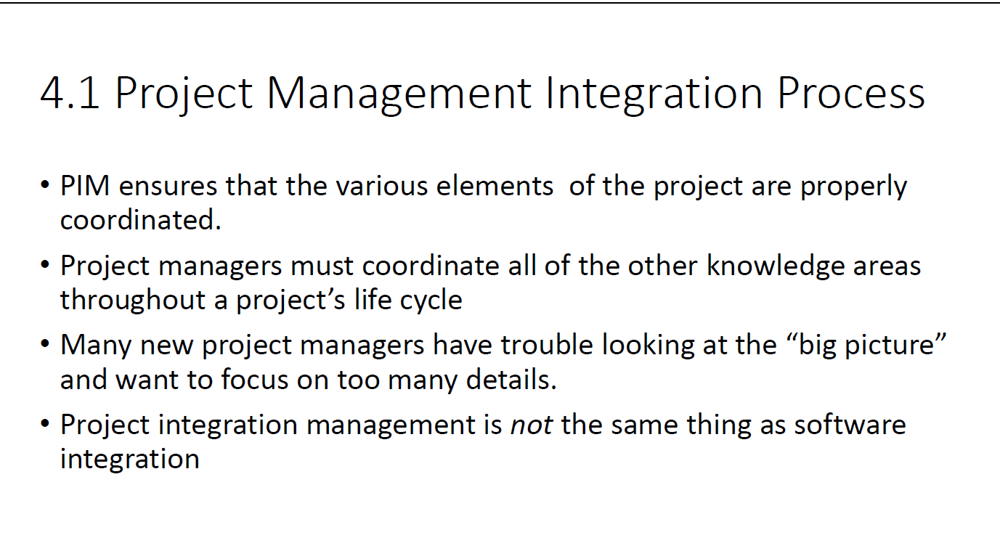 4.1 Project Management Integration Process
• PIM ensures that the various elements  of the project are properly
coordinated.
• Project managers must coordinate all of the other knowledge areas
throughout a project’s life cycle
• Many new project managers have trouble looking at the “big picture”
and want to focus on too many details.
• Project integration management is not the same thing as software
integration